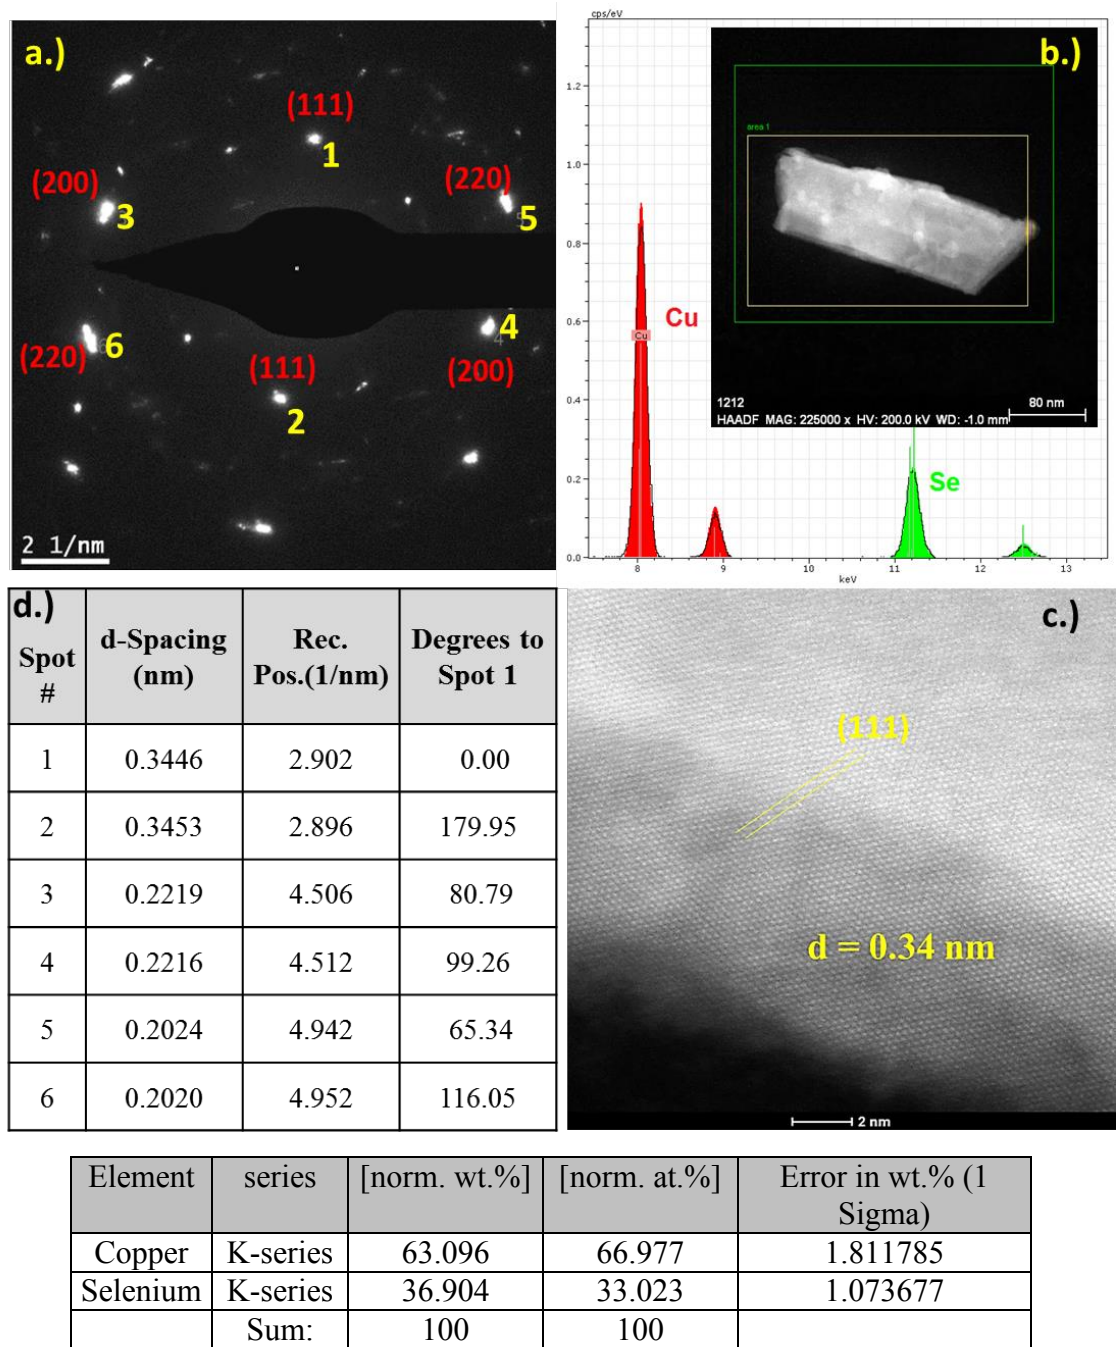 a.)
(111)
1
(200)
3
(220)
5
4
(200)
6
(220)
(111)
2
2 1/nm
cps/eV
1.2
1.0
0.8
0.6
0.4
0.2
0.0
8 9 10 11 12 13
keV
Cu
Cu
Se
b.)
area 1
1212
80 nm
HAADF MAG: 225000 x HV: 200.0 kV WD: -1.0 mm
d.)
Spot # d-Spacing (nm) Rec. Pos.(1/nm) Degrees to Spot 1
1 0.3446 2.902 0.00
2 0.3453 2.896 179.95
3 0.2219 4.506 80.79
4 0.2216 4.512 99.26
5 0.2024 4.942 65.34
6 0.2020 4.952 116.05
c.)
(111)
d = 0.34 nm
2 nm
Element series [norm. wt.%] [norm. at.%] Error in wt.% (1 Sigma)
Copper K-series 63.096 66.977 1.811785
Selenium K-series 36.904 33.023 1.073677
Sum: 100 100